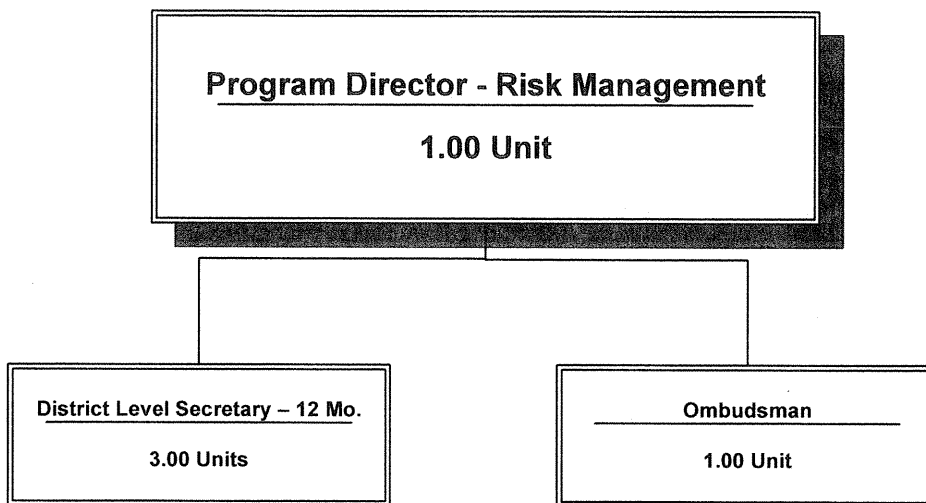 Program Director - Risk Management
1.00 Unit
District Level Secretary – 12 Mo.
3.00 Units
Ombudsman
1.00 Unit